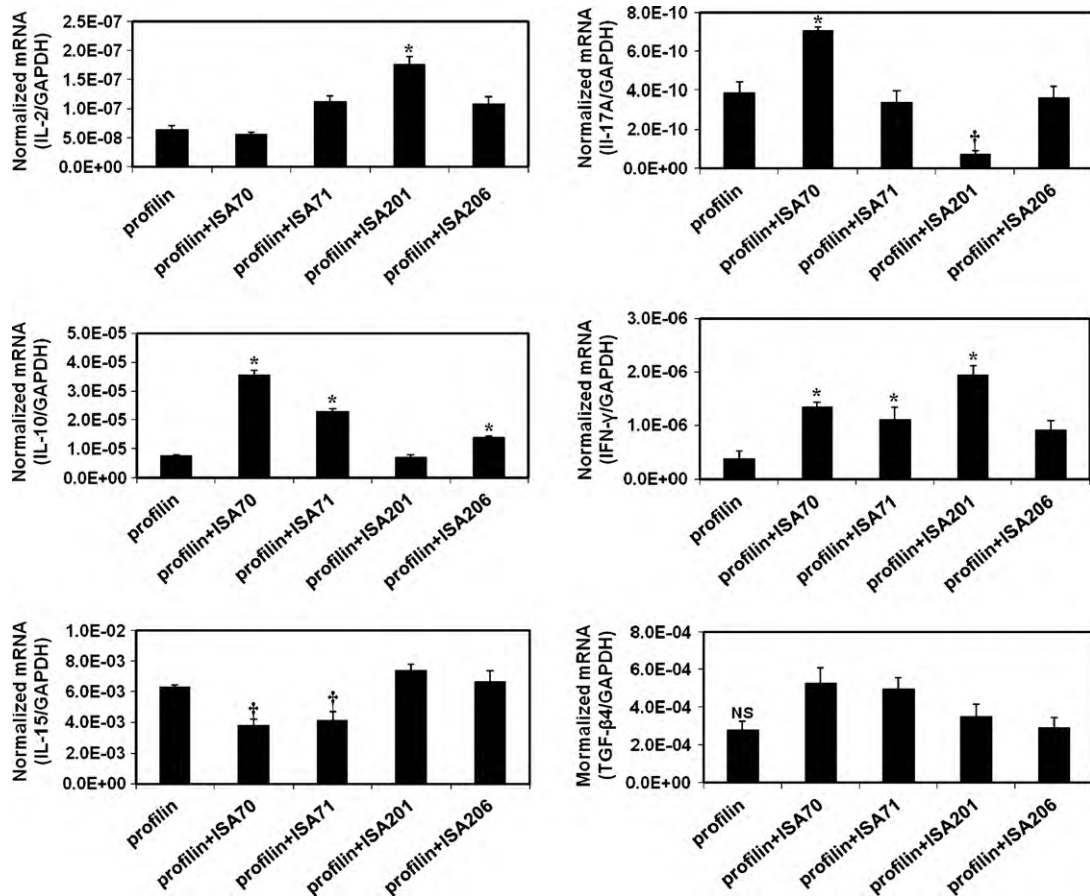 Normalized mRNA
(IL-2/GAPDH)
2.5E-07
2.0E-07
1.5E-07
1.0E-07
5.0E-08
0.0E+00
*
profilin
profilin+ISA70
profilin+ISA71
profilin+ISA201
profilin+ISA206
Normalized mRNA
(Il-17A/GAPDH)
8.0E-10
6.0E-10
4.0E-10
2.0E-10
0.0E+00
*
†
profilin
profilin+ISA70
profilin+ISA71
profilin+ISA201
profilin+ISA206
Normalized mRNA
(IL-10/GAPDH)
5.0E-05
4.0E-05
3.0E-05
2.0E-05
1.0E-05
0.0E+00
*
*
*
profilin
profilin+ISA70
profilin+ISA71
profilin+ISA201
profilin+ISA206
Normalized mRNA
(IFN-γ/GAPDH)
3.0E-06
2.0E-06
1.0E-06
0.0E+00
*
*
*
profilin
profilin+ISA70
profilin+ISA71
profilin+ISA201
profilin+ISA206
Normalized mRNA
(IL-15/GAPDH)
1.0E-02
8.0E-03
6.0E-03
4.0E-03
2.0E-03
0.0E+00
†
†
profilin
profilin+ISA70
profilin+ISA71
profilin+ISA201
profilin+ISA206
Mormalized mRNA
(TGF-β4/GAPDH)
8.0E-04
6.0E-04
4.0E-04
2.0E-04
0.0E+00
NS
profilin
profilin+ISA70
profilin+ISA71
profilin+ISA201
profilin+ISA206